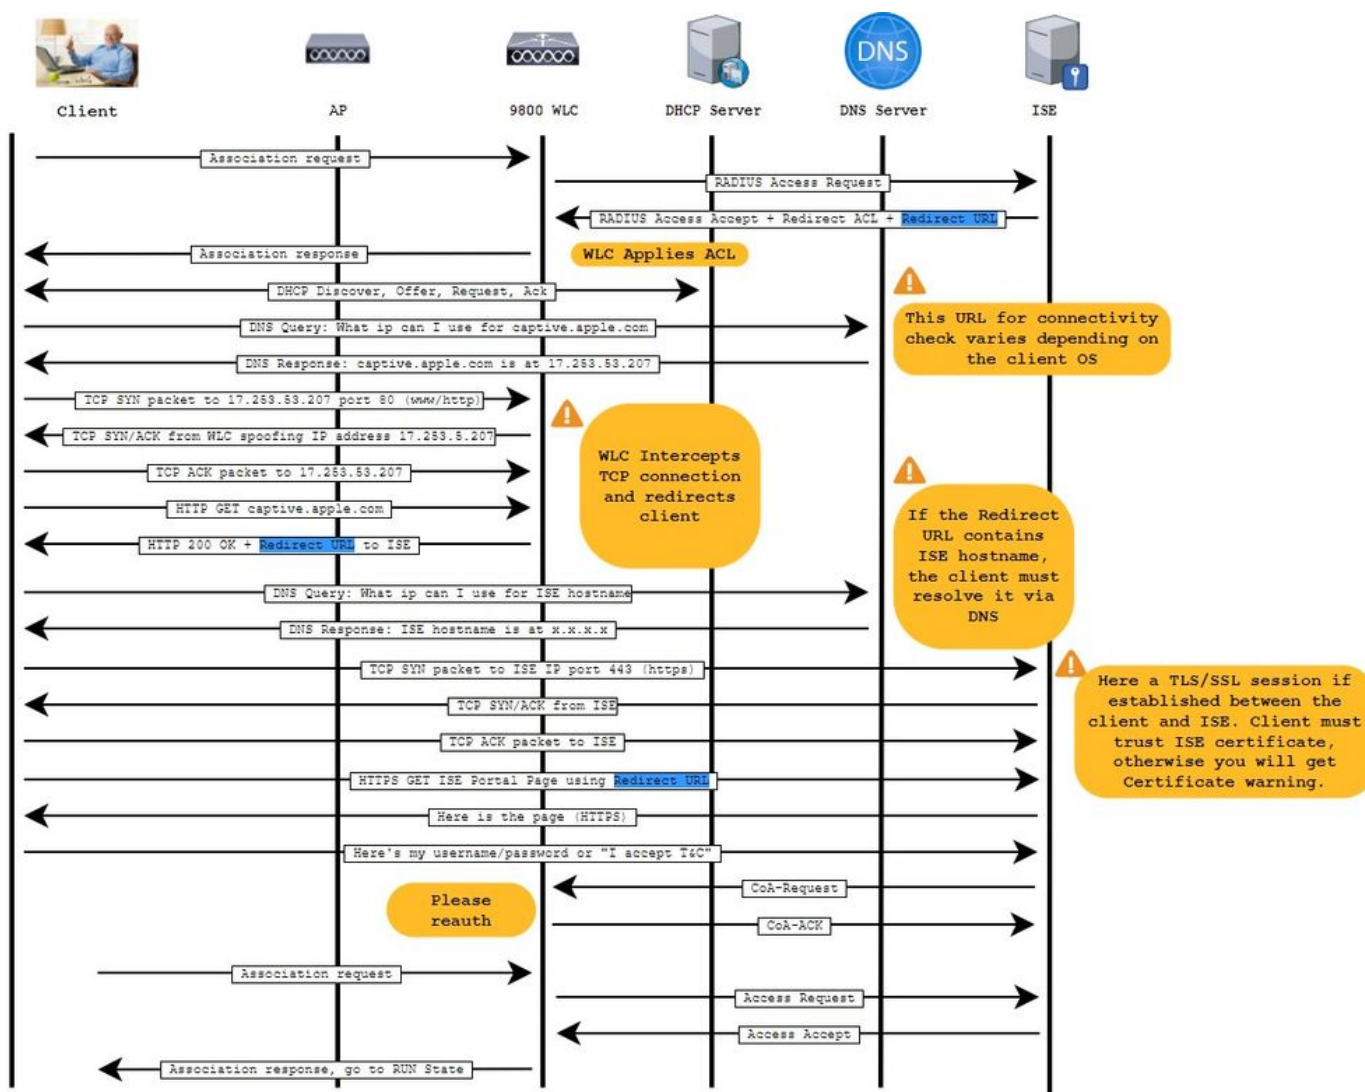 DNS
Client
AP
9800 WLC
DHCP Server
DNS Server
ISE
Association request
RADIUS Access Request
RADIUS Access Accept + Redirect ACL + Redirect URL
Association response
WLC Applies ACL
DHCP Discover, Offer, Request, Ack
This URL for connectivity
check varies depending on
the client OS
DNS Query: What ip can I use for captive.apple.com
DNS Response: captive.apple.com is at 17.253.53.207
TCP SYN packet to 17.253.53.207 port 80 (www/http)
TCP SYN/ACK from WLC spoofing IP address 17.253.5.207
WLC Intercepts
TCP connection
and redirects
client
TCP ACK packet to 17.253.53.207
HTTP GET captive.apple.com
HTTP 200 OK + Redirect URL to ISE
If the Redirect
URL contains
ISE hostname,
the client must
resolve it via
DNS
DNS Query: What ip can I use for ISE hostname
DNS Response: ISE hostname is at x.x.x.x
TCP SYN packet to ISE IP port 443 (https)
Here a TLS/SSL session if
established between the
client and ISE. Client must
trust ISE certificate,
otherwise you will get
Certificate warning.
TCP SYN/ACK from ISE
TCP ACK packet to ISE
HTTPS GET ISE Portal Page using Redirect URL
Here is the page (HTTPS)
Here's my username/password or "I accept T&C"
CoA-Request
Please
reauth
CoA-ACK
Association request
Access Request
Access Accept
Association response, go to RUN State